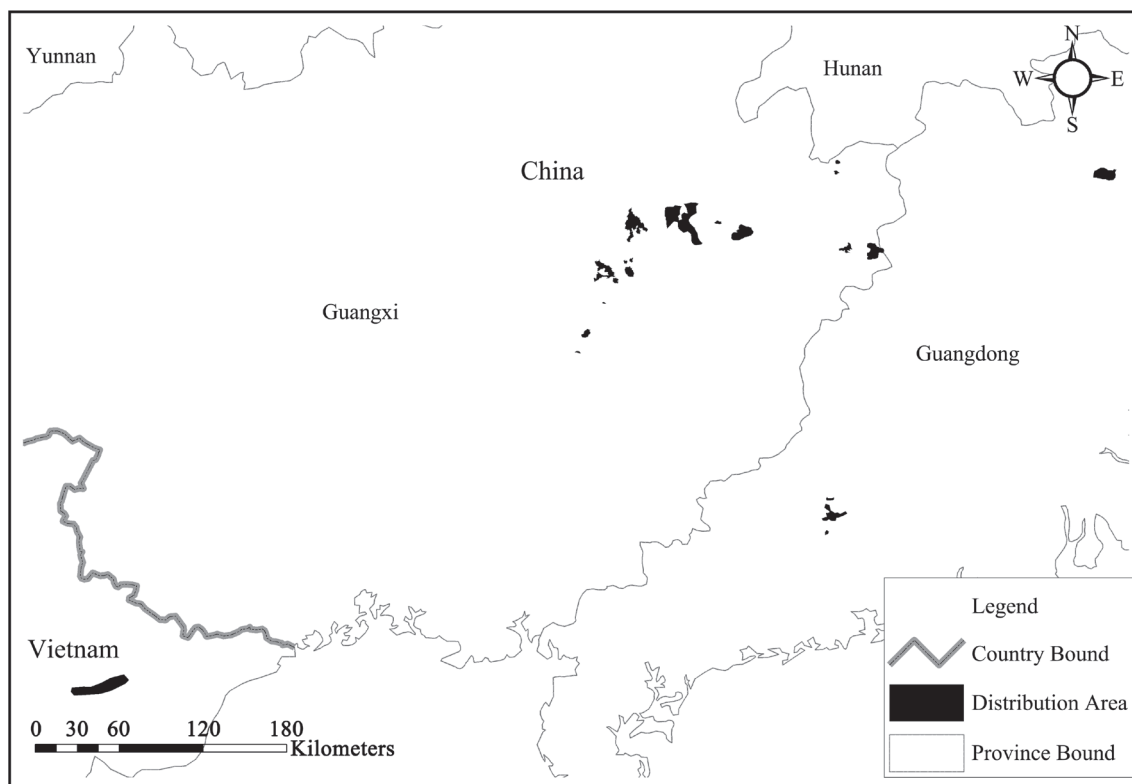 Yunnan
Hunan
N
W E
S
China
Guangxi
Guangdong
Vietnam
0 30 60 120 180
Kilometers
Legend
Country Bound
Distribution Area
Province Bound